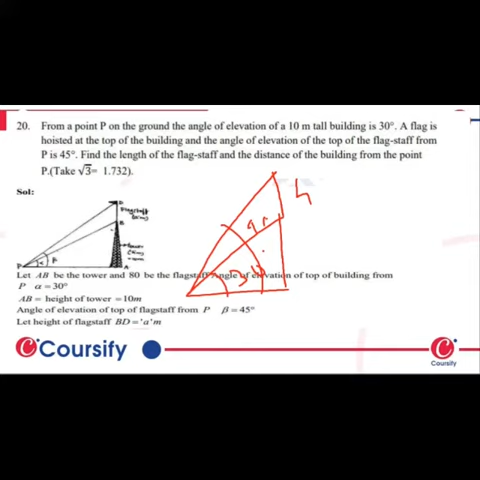 20. From a point P on the ground the angle of elevation of a 10 m tall building is 30°. A flag is
hoisted at the top of the building and the angle of elevation of the top of the flag-staff from
P is 45°. Find the length of the flag-staff and the distance of the building from the point
P.(Take √3= 1.732).
Sol:
D
Flagstaff
B
P
α
β
A
h
30
Let AB be the tower and 80 be the flagstaff Angle of elevation of top of building from
P α = 30°
AB = height of tower = 10m
Angle of elevation of top of flagstaff from P β = 45°
Let height of flagstaff BD = 'a' m
Coursify
Coursify